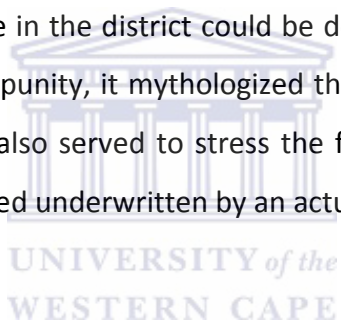 e in the district could be d
punity, it mythologized th
also served to stress the f
ed underwritten by an actu
UNIVERSITY of the
WESTERN CAPE